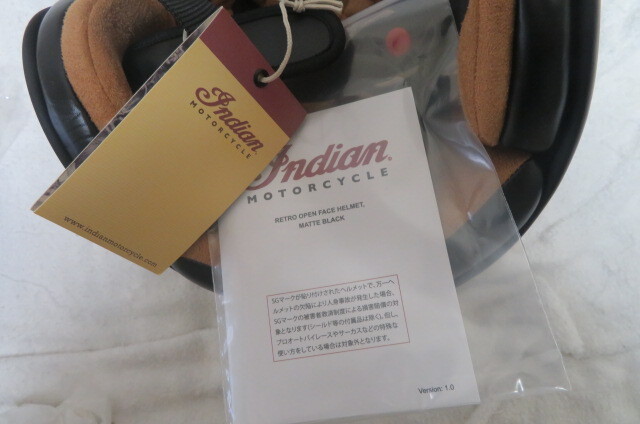 Indian
MOTORCYCLE
www.indianmotorcycle.com
Indian
MOTORCYCLE
RETRO OPEN FACE HELMET,
MATTE BLACK
SGマークが貼り付けされたヘルメットで、万一ヘ
ルメットの欠陥により人身事故が発生した場合、
SGマークの被害者救済制度による損害賠償の対
象となります(シールド等の付属品は除く)。但し、
プロオートバイレースやサーカスなどの特殊な
使い方をしている場合は対象外となります。
Version: 1.0